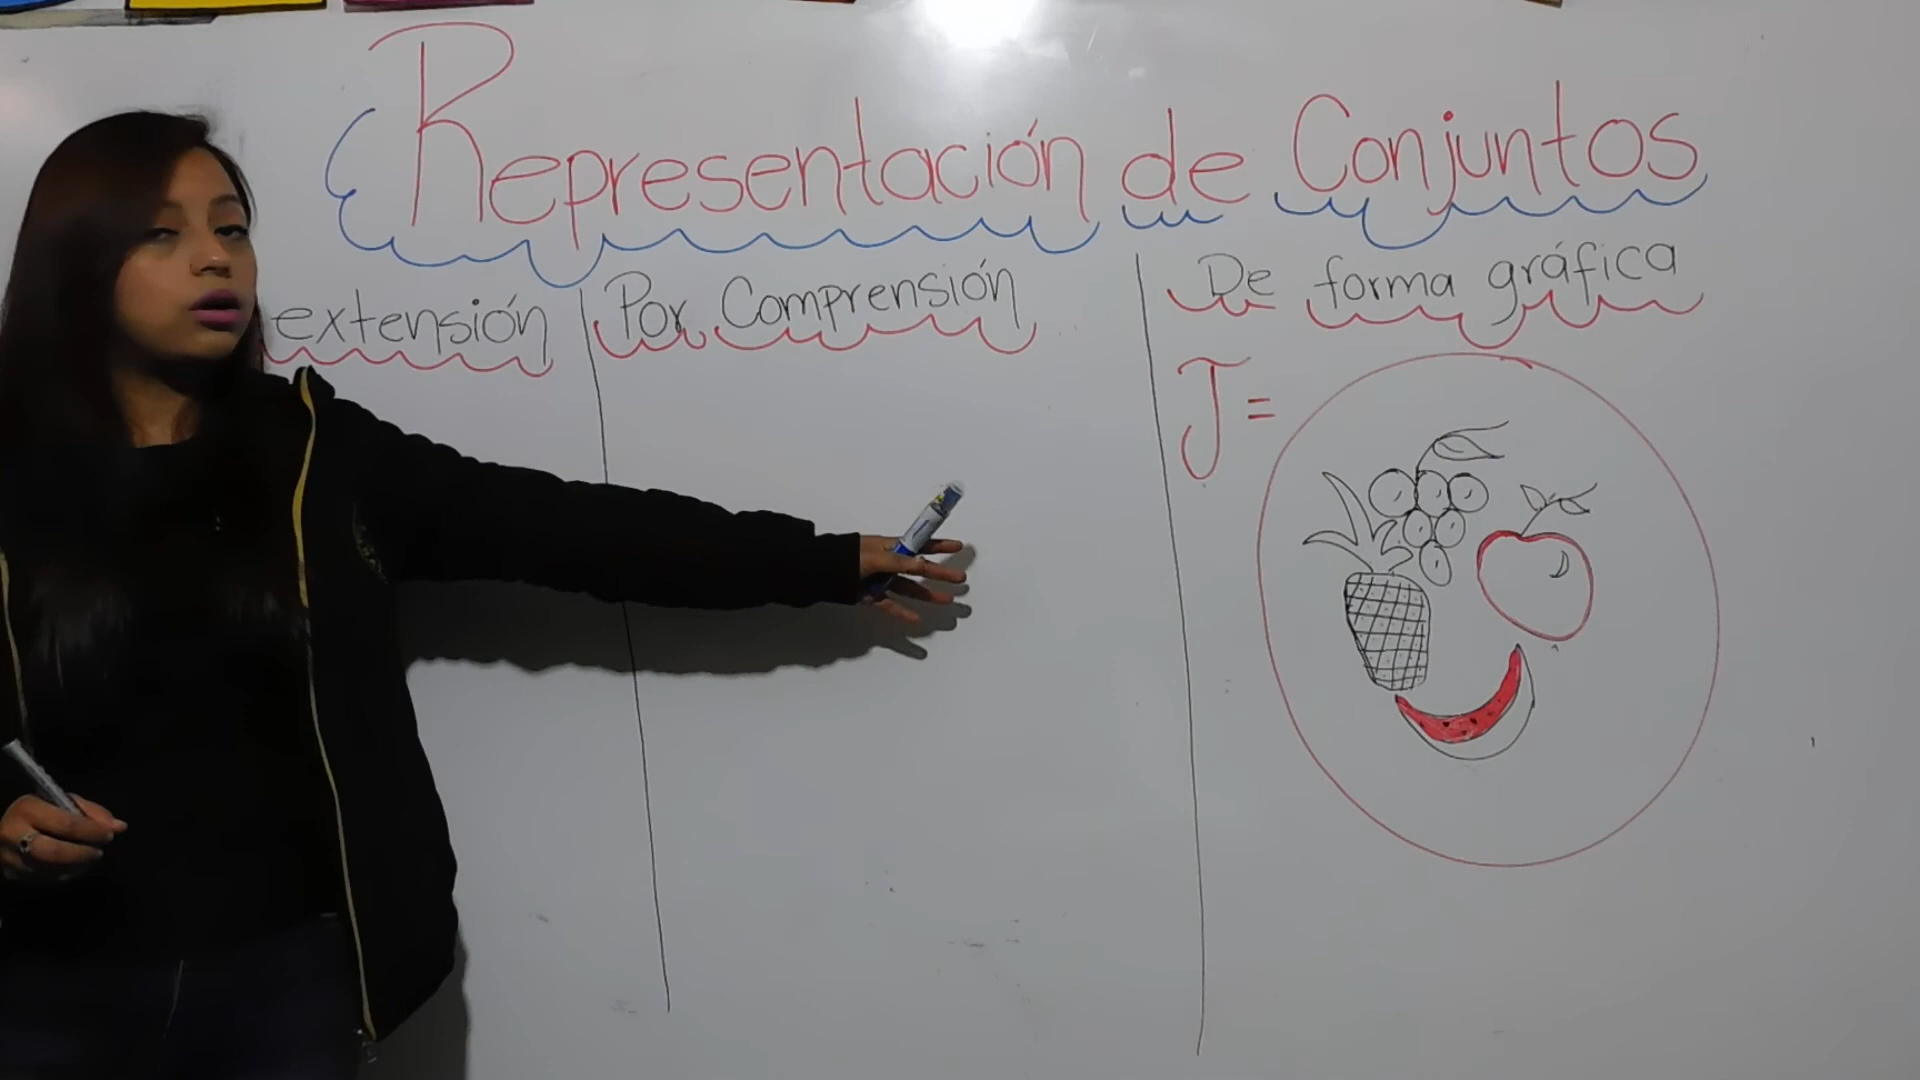 Representación de Conjuntos
extensión
Por Comprensión
De forma gráfica
J =